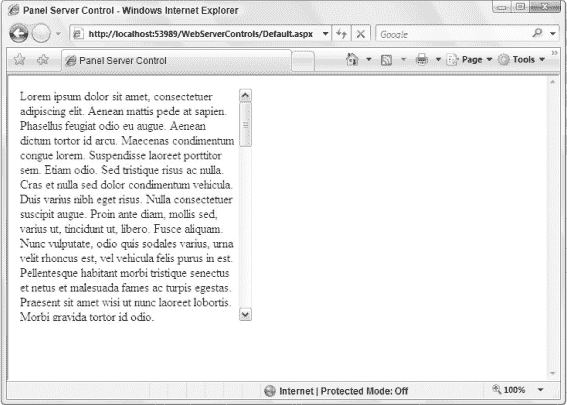 Panel Server Control - Windows Internet Explorer
http://localhost:53989/WebServerControls/Default.aspx
Google
Panel Server Control
Page
Tools
Lorem ipsum dolor sit amet, consectetuer
adipiscing elit. Aenean mattis pede at sapien.
Phasellus feugiat odio eu augue. Aenean
dictum tortor id arcu. Maecenas condimentum
congue lorem. Suspendisse laoreet porttitor
sem. Etiam odio. Sed tristique risus ac nulla.
Cras et nulla sed dolor condimentum vehicula.
Duis varius nibh eget risus. Nulla consectetuer
suscipit augue. Proin ante diam, mollis sed,
varius ut, tincidunt ut, libero. Fusce aliquam.
Nunc vulputate, odio quis sodales varius, urna
velit rhoncus est, vel vehicula felis purus in est.
Pellentesque habitant morbi tristique senectus
et netus et malesuada fames ac turpis egestas.
Praesent sit amet wisi ut nunc laoreet lobortis.
Morbi gravida tortor id odio.
Internet | Protected Mode: Off
100%